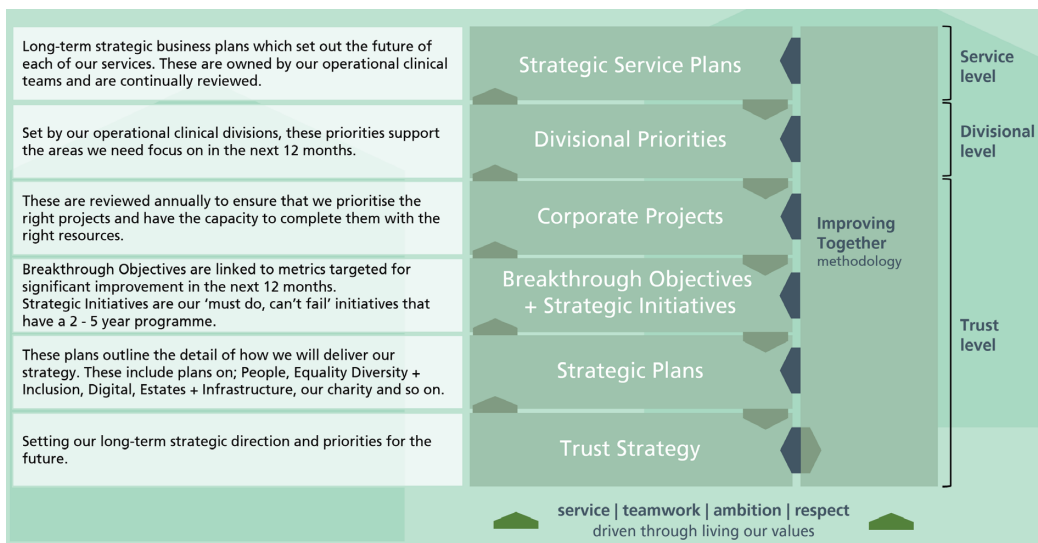 Long-term strategic business plans which set out the future of
each of our services. These are owned by our operational clinical
teams and are continually reviewed.
Strategic Service Plans
Service
level
Set by our operational clinical divisions, these priorities support
the areas we need focus on in the next 12 months.
Divisional Priorities
Divisional
level
These are reviewed annually to ensure that we prioritise the
right projects and have the capacity to complete them with the
right resources.
Corporate Projects
Improving
Together
methodology
Breakthrough Objectives are linked to metrics targeted for
significant improvement in the next 12 months.
Strategic Initiatives are our ‘must do, can’t fail’ initiatives that
have a 2 - 5 year programme.
Breakthrough Objectives
+ Strategic Initiatives
Trust
level
These plans outline the detail of how we will deliver our
strategy. These include plans on; People, Equality Diversity +
Inclusion, Digital, Estates + Infrastructure, our charity and so on.
Strategic Plans
Setting our long-term strategic direction and priorities for the
future.
Trust Strategy
service | teamwork | ambition | respect
driven through living our values